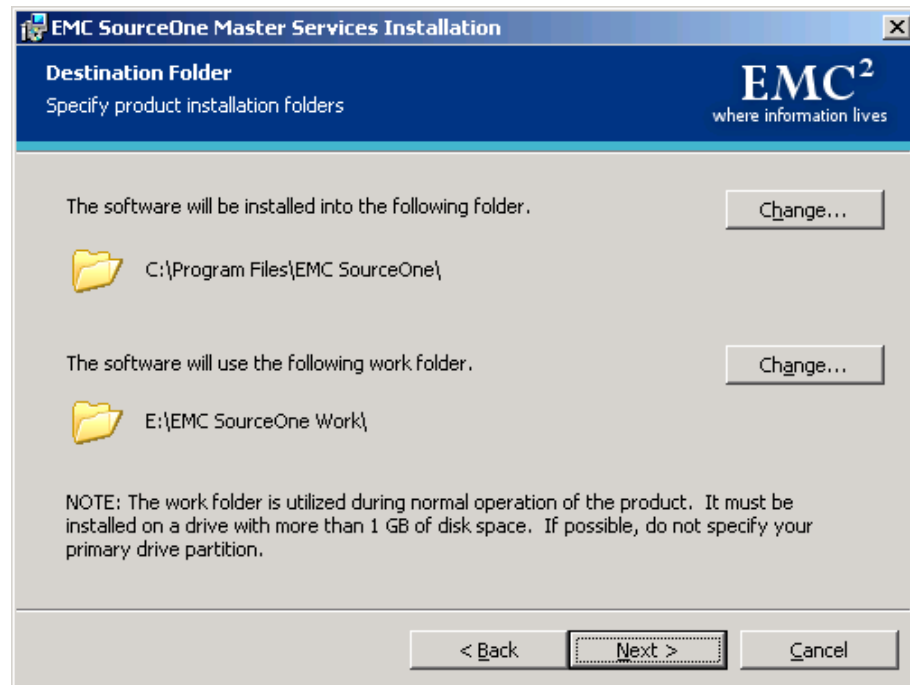 EMC SourceOne Master Services Installation
Destination Folder
Specify product installation folders
EMC²
where information lives
The software will be installed into the following folder.
Change...
C:\Program Files\EMC SourceOne\
The software will use the following work folder.
Change...
E:\EMC SourceOne Work\
NOTE: The work folder is utilized during normal operation of the product. It must be
installed on a drive with more than 1 GB of disk space. If possible, do not specify your
primary drive partition.
< Back
Next >
Cancel